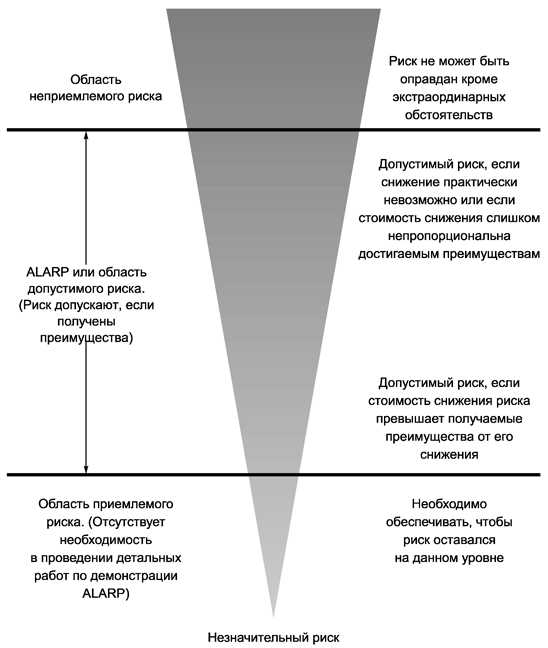 Область
неприемлемого риска
Риск не может быть
оправдан кроме
экстраординарных
обстоятельств
Допустимый риск, если
снижение практически
невозможно или если
стоимость снижения слишком
непропорциональна
достигаемым преимуществам
ALARP или область
допустимого риска.
(Риск допускают, если
получены
преимущества)
Допустимый риск, если
стоимость снижения риска
превышает получаемые
преимущества от его
снижения
Область приемлемого
риска. (Отсутствует
необходимость
в проведении детальных
работ по демонстрации
ALARP)
Необходимо
обеспечивать, чтобы
риск оставался
на данном уровне
Незначительный риск